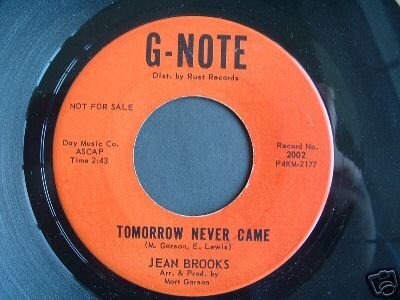 G-NOTE
Dist. by Rust Records
NOT FOR SALE
Day Music Co.
ASCAP
Time 2:43
Record No.
2002
P4KM-2177
TOMORROW NEVER CAME
(M. Garson, E. Lewis)
JEAN BROOKS
Arr. & Prod. by
Mort Garson